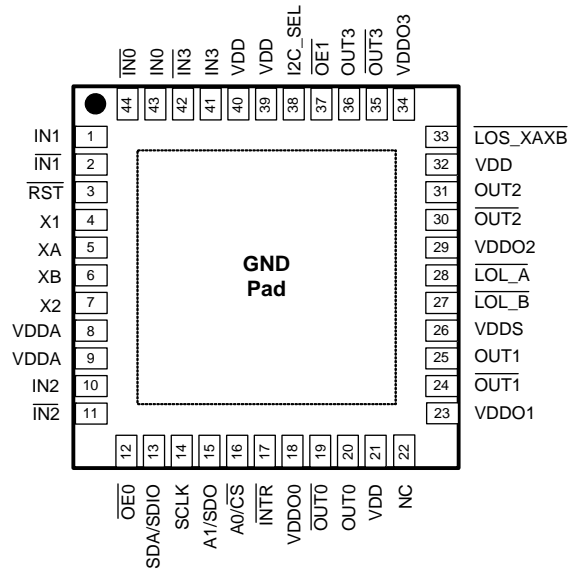 IN0
IN0
IN3
IN3
VDD
VDD
I2C_SEL
OE1
OUT3
OUT3
VDDO3
44
43
42
41
40
39
38
37
36
35
34
IN1 1
IN1 2
RST 3
X1 4
XA 5
XB 6
X2 7
VDDA 8
VDDA 9
IN2 10
IN2 11
GND
Pad
33 LOS_XAXB
32 VDD
31 OUT2
30 OUT2
29 VDDO2
28 LOL_A
27 LOL_B
26 VDDS
25 OUT1
24 OUT1
23 VDDO1
12
13
14
15
16
17
18
19
20
21
22
OE0
SDA/SDIO
SCLK
A1/SDO
A0/CS
INTR
VDDO0
OUT0
OUT0
VDD
NC